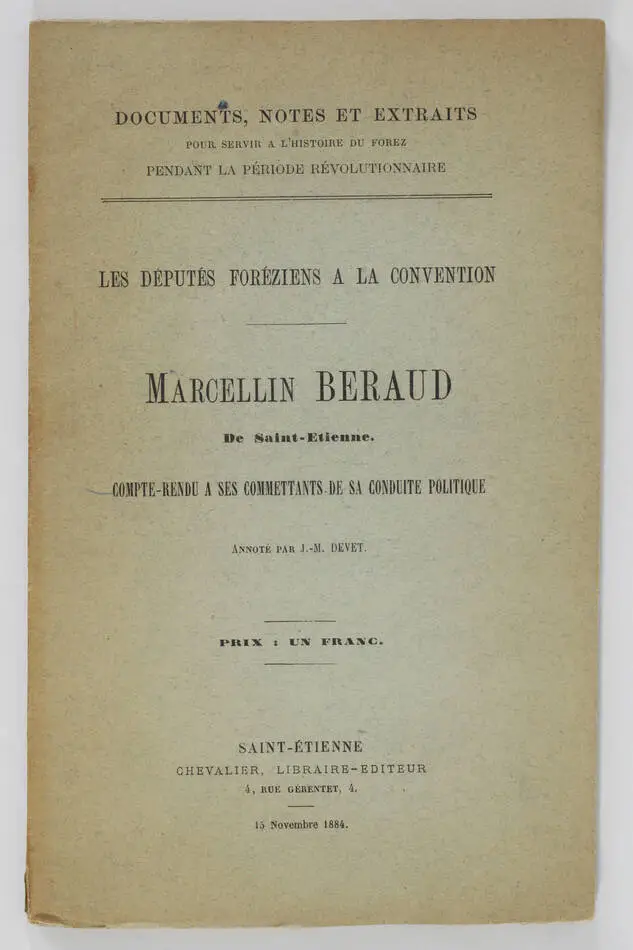 DOCUMENTS, NOTES ET EXTRAITS
POUR SERVIR A L'HISTOIRE DU FOREZ
PENDANT LA PÉRIODE RÉVOLUTIONNAIRE
LES DÉPUTÉS FORÉZIENS A LA CONVENTION
MARCELLIN BERAUD
De Saint-Etienne.
COMPTE-RENDU A SES COMMETTANTS DE SA CONDUITE POLITIQUE
ANNOTÉ PAR J.-M. DEVET.
PRIX : UN FRANC.
SAINT-ÉTIENNE
CHEVALIER, LIBRAIRE-EDITEUR
4, RUE GÉRENTET, 4.
15 Novembre 1884.